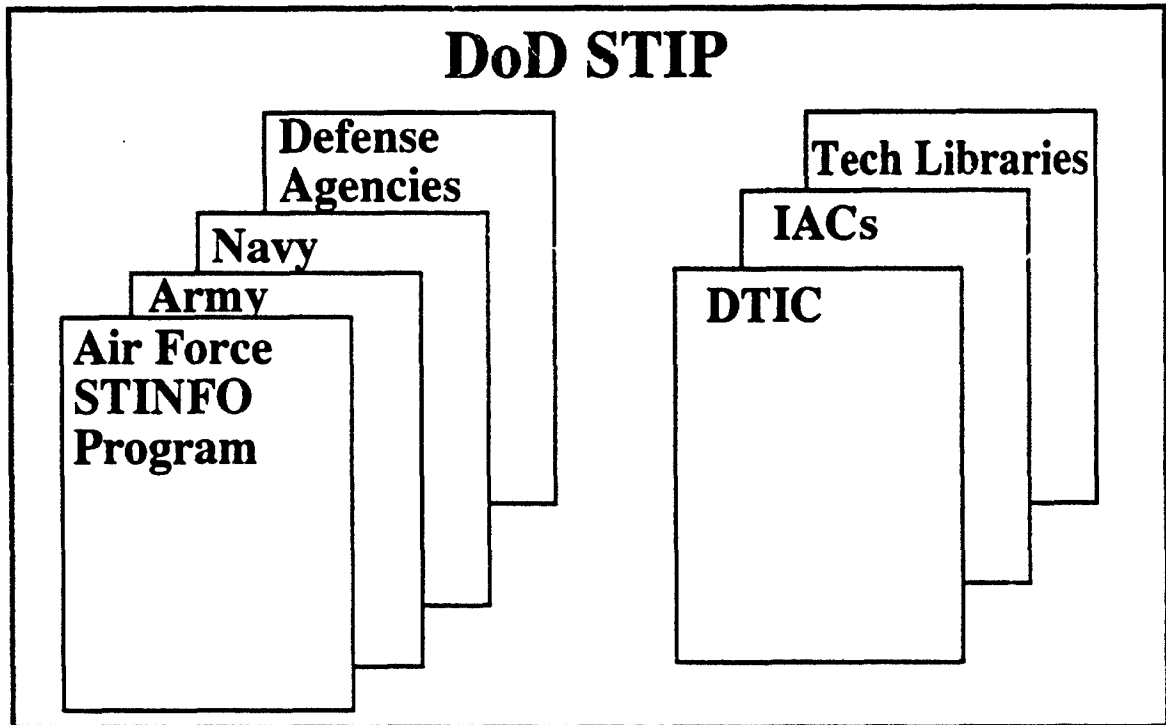 DoD STIP
Defense
Agencies
Navy
Army
Air Force
STINFO
Program
Tech Libraries
IACs
DTIC